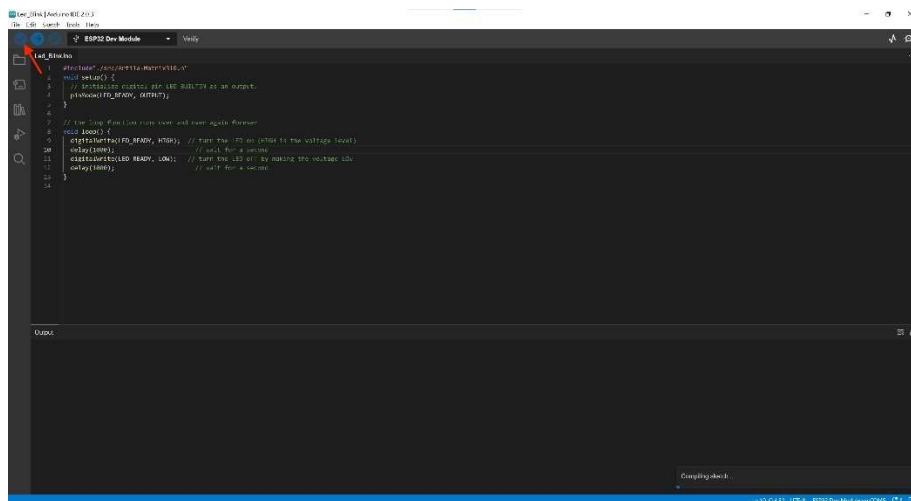 Led_Blink | Arduino IDE 2.0.3
File Edit Sketch Tools Help
ESP32 Dev Module Verify
Led_Blink.ino
1 #include"./src/Artila-Matrix310.h"
2 void setup() {
3 // initialize digital pin LED_BUILTIN as an output.
4 pinMode(LED_READY, OUTPUT);
5 }
6
7 // the loop function runs over and over again forever
8 void loop() {
9 digitalWrite(LED_READY, HIGH); // turn the LED on (HIGH is the voltage level)
10 delay(1000); // wait for a second
11 digitalWrite(LED_READY, LOW); // turn the LED off by making the voltage LOW
12 delay(1000); // wait for a second
13 }
14
Output
Compiling sketch...